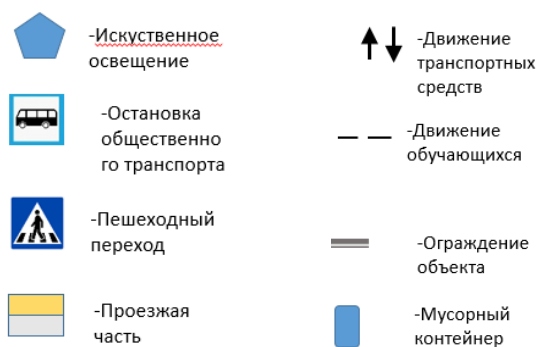 -Искуственное
освещение
-Остановка
общественно
го транспорта
-Пешеходный
переход
-Проезжая
часть
-Движение
транспортных
средств
-Движение
обучающихся
-Ограждение
объекта
-Мусорный
контейнер